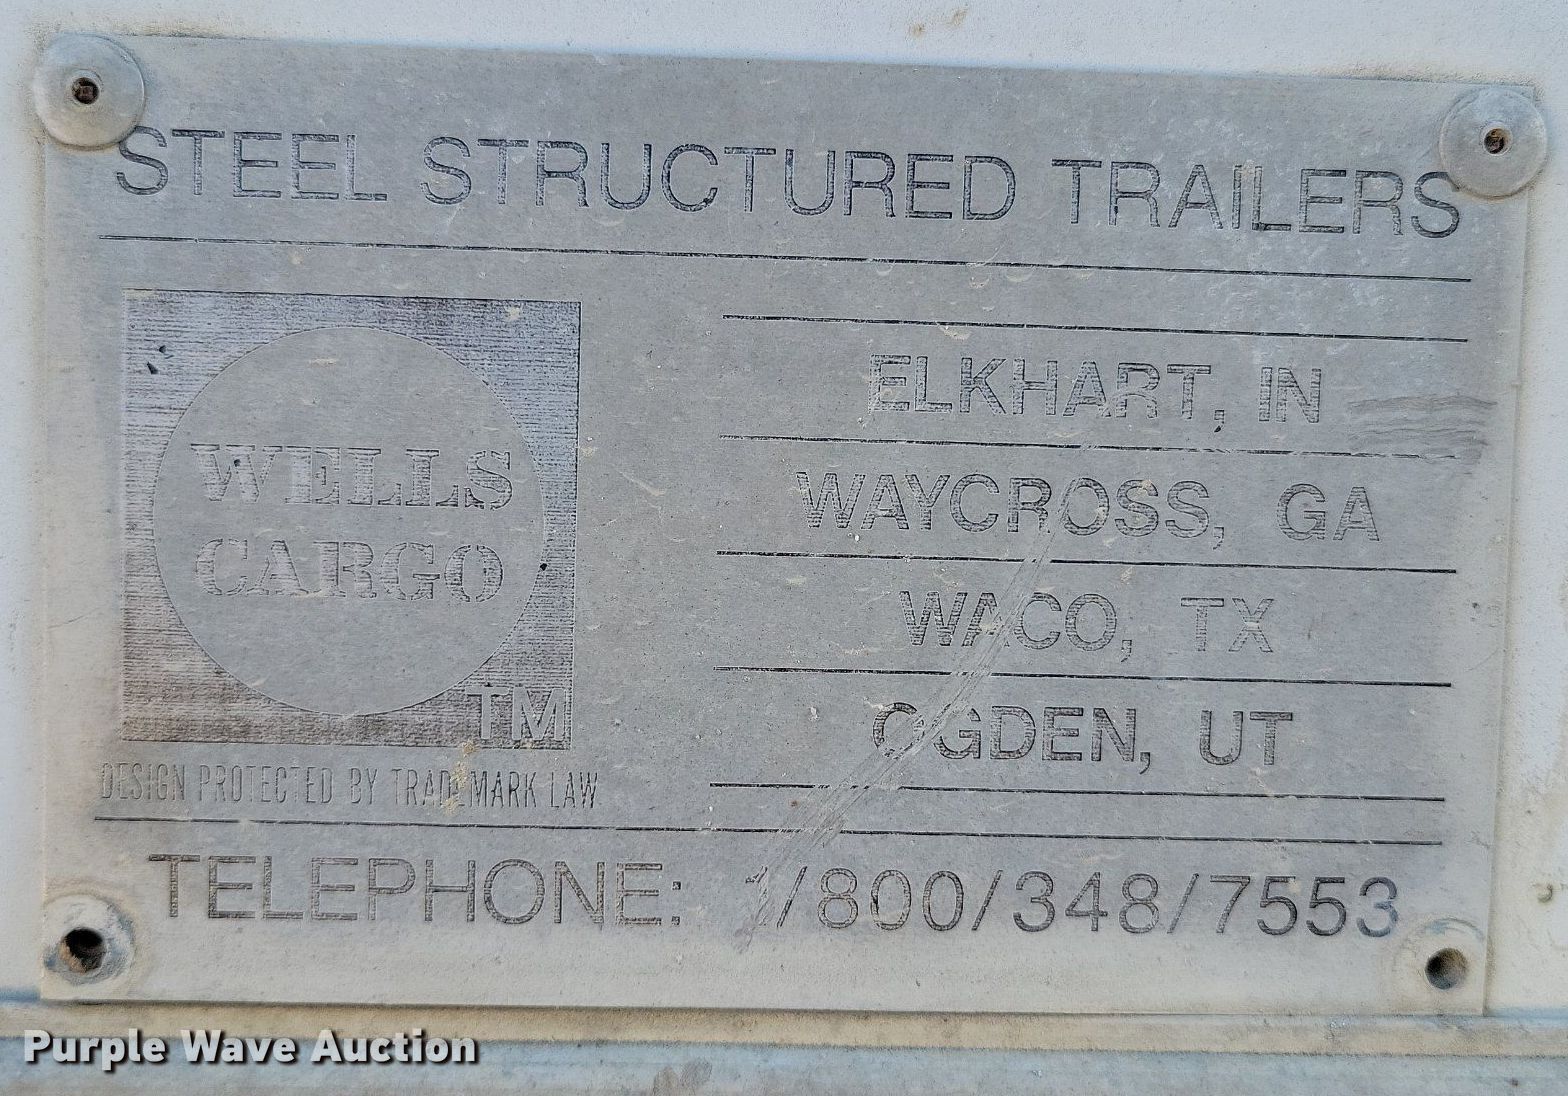 STEEL STRUCTURED TRAILERS
WELLS
CARGO
TM
DESIGN PROTECTED BY TRADEMARK LAW
ELKHART, IN
WAYCROSS, GA
WACO, TX
OGDEN, UT
TELEPHONE: 1/800/348/7553
Purple Wave Auction